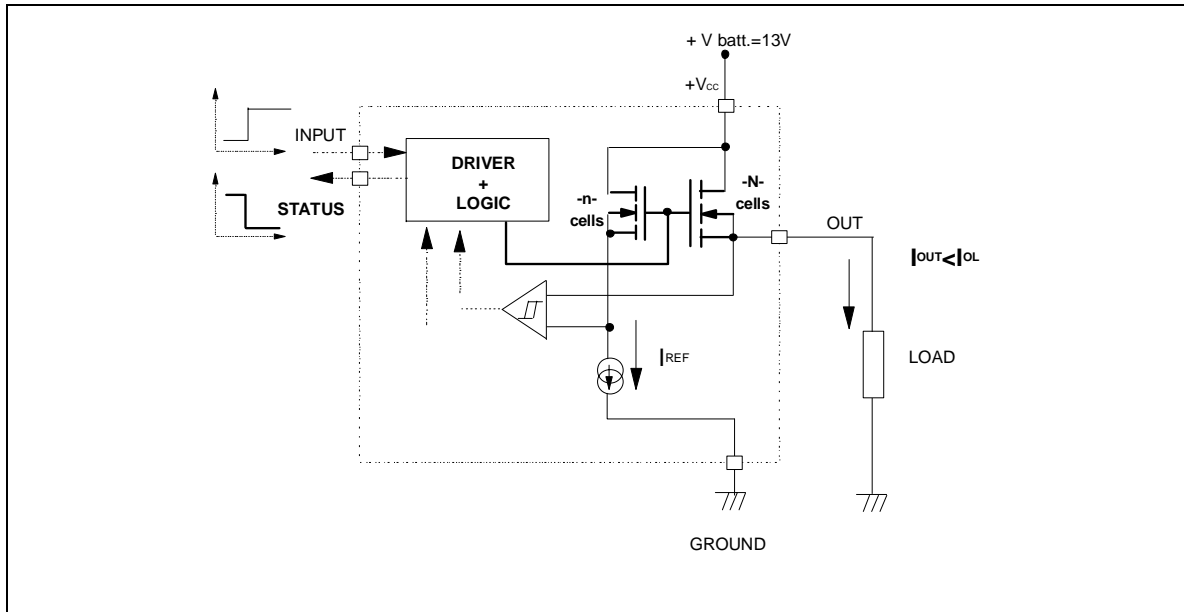 + V batt.=13V
+Vcc
INPUT
DRIVER
+
LOGIC
STATUS
-n-
cells
-N-
cells
OUT
IOUT<IOL
LOAD
IREF
GROUND